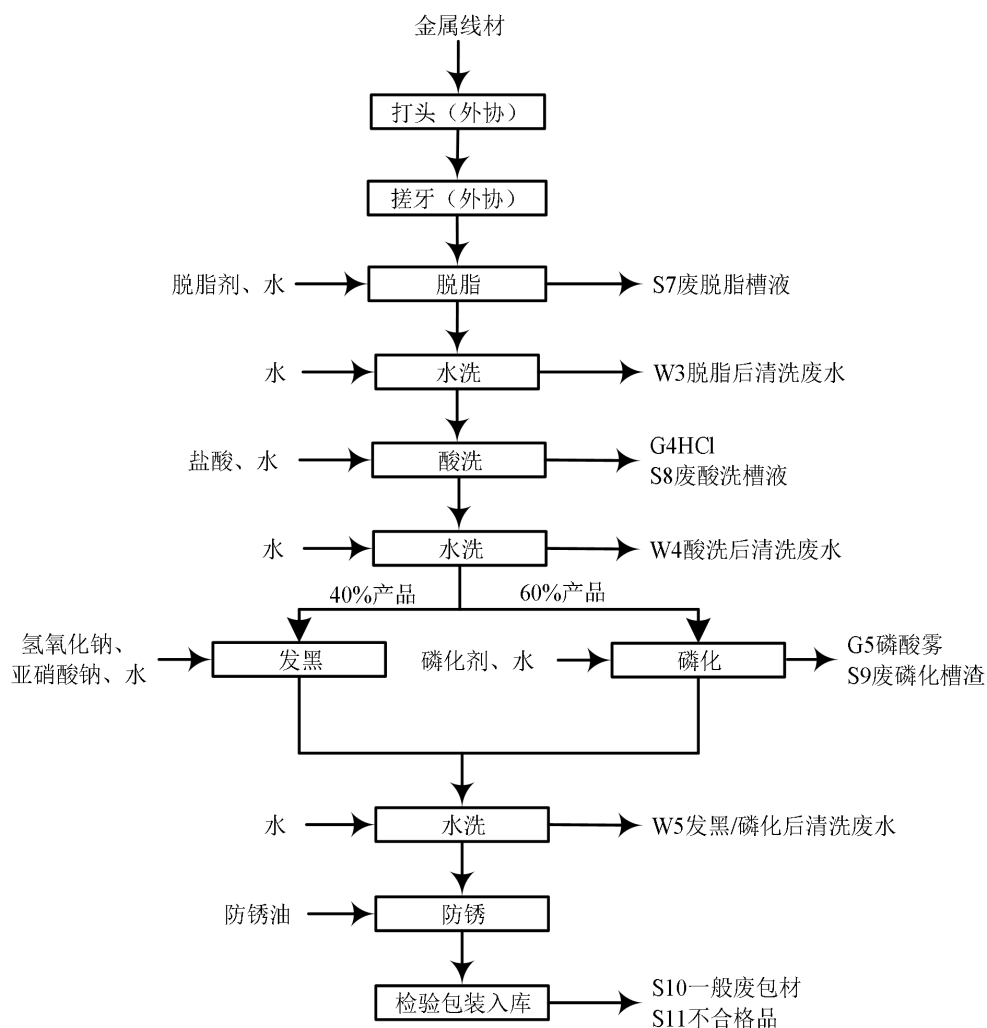 金属线材
打头（外协）
搓牙（外协）
脱脂剂、水
脱脂
S7废脱脂槽液
水
水洗
W3脱脂后清洗废水
盐酸、水
酸洗
G4HCl
S8废酸洗槽液
水
水洗
W4酸洗后清洗废水
40%产品
60%产品
氢氧化钠、
亚硝酸钠、水
发黑
磷化剂、水
磷化
G5磷酸雾
S9废磷化槽渣
水
水洗
W5发黑/磷化后清洗废水
防锈油
防锈
检验包装入库
S10一般废包材
S11不合格品